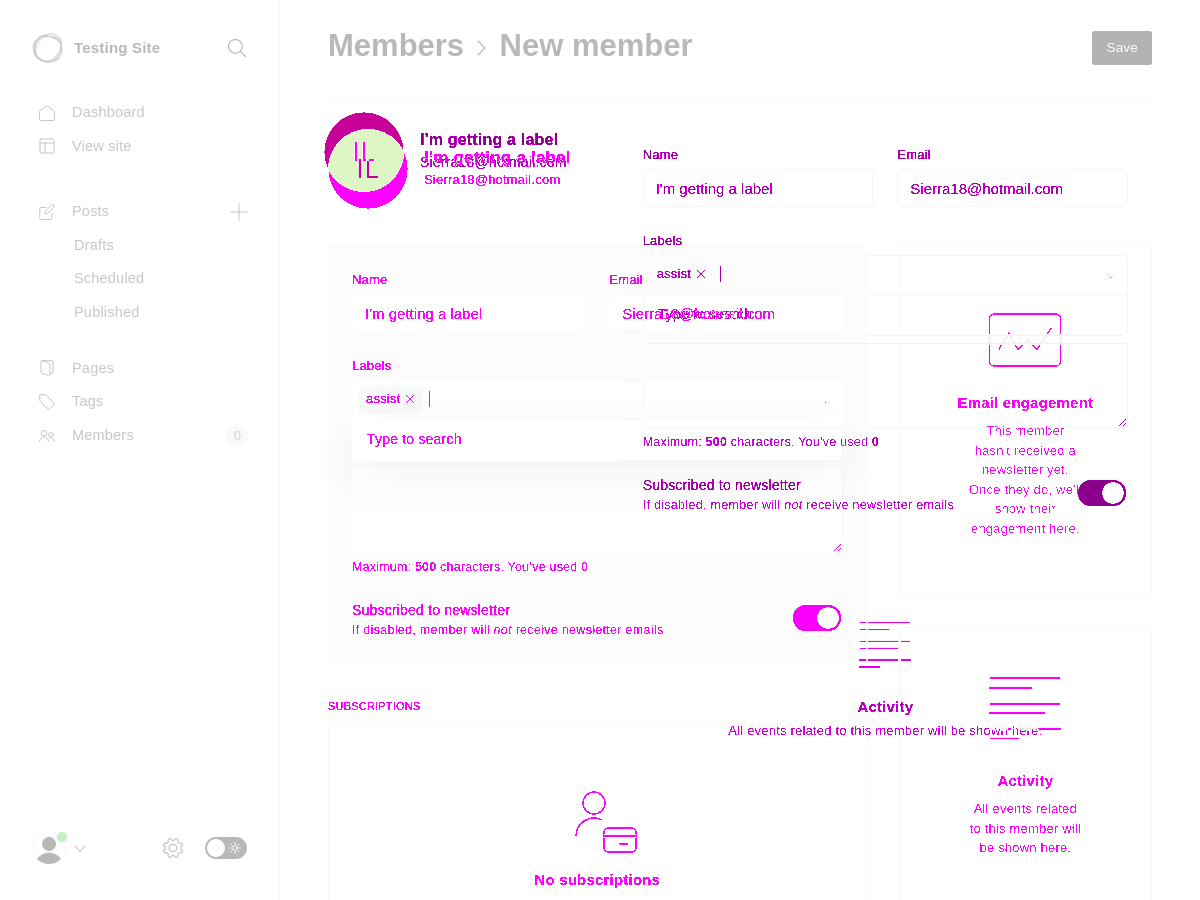 Testing Site
Members > New member
Save
Dashboard
View site
Posts
Drafts
Scheduled
Published
Pages
Tags
Members
0
IL
IL
I'm getting a label
Sierra18@hotmail.com
I'm getting a label
Sierra18@hotmail.com
Name
Email
I'm getting a label
Sierra18@hotmail.com
Labels
assist
Type to search
Maximum: 500 characters. You've used 0
Subscribed to newsletter
If disabled, member will not receive newsletter emails
Name
Email
I'm getting a label
Sierra18@hotmail.com
Labels
assist
Type to search
Maximum: 500 characters. You've used 0
Subscribed to newsletter
If disabled, member will not receive newsletter emails
Email engagement
This member
hasn't received a
newsletter yet.
Once they do, we'll
show their
engagement here.
Activity
All events related to this member will be shown here.
SUBSCRIPTIONS
Activity
All events related
to this member will
be shown here.
No subscriptions